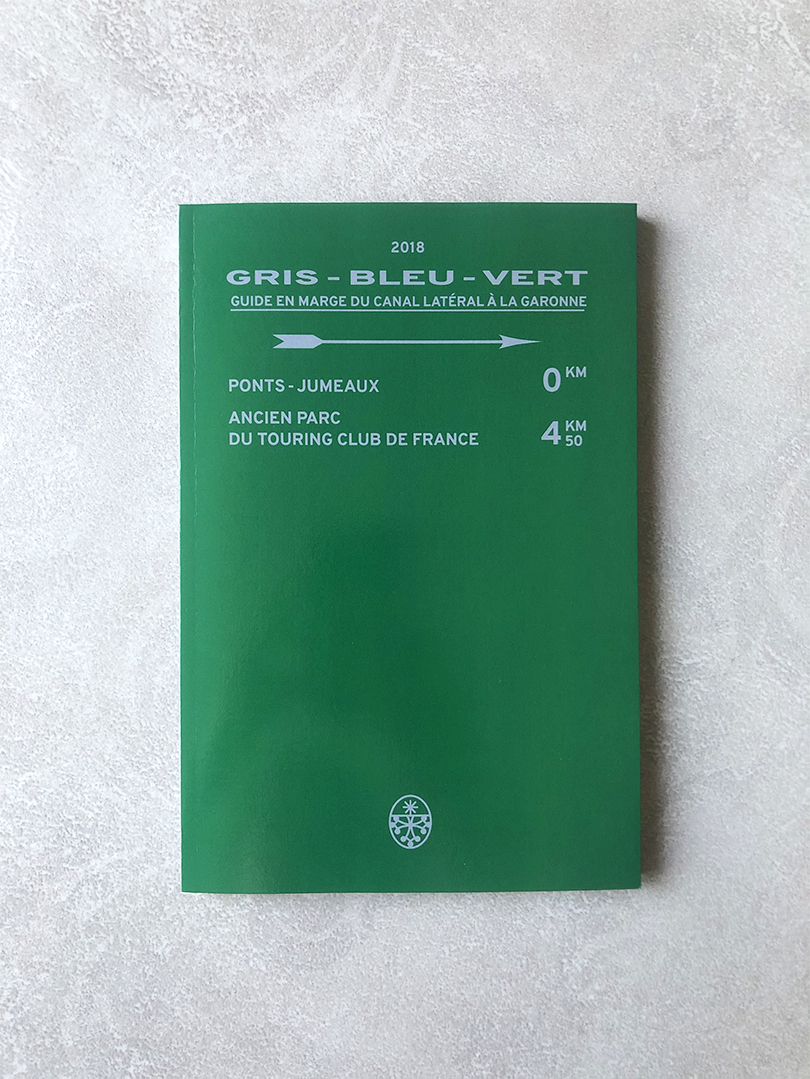 2018
GRIS - BLEU - VERT
GUIDE EN MARGE DU CANAL LATÉRAL À LA GARONNE
PONTS - JUMEAUX 0 KM
ANCIEN PARC
DU TOURING CLUB DE FRANCE 4 KM 50